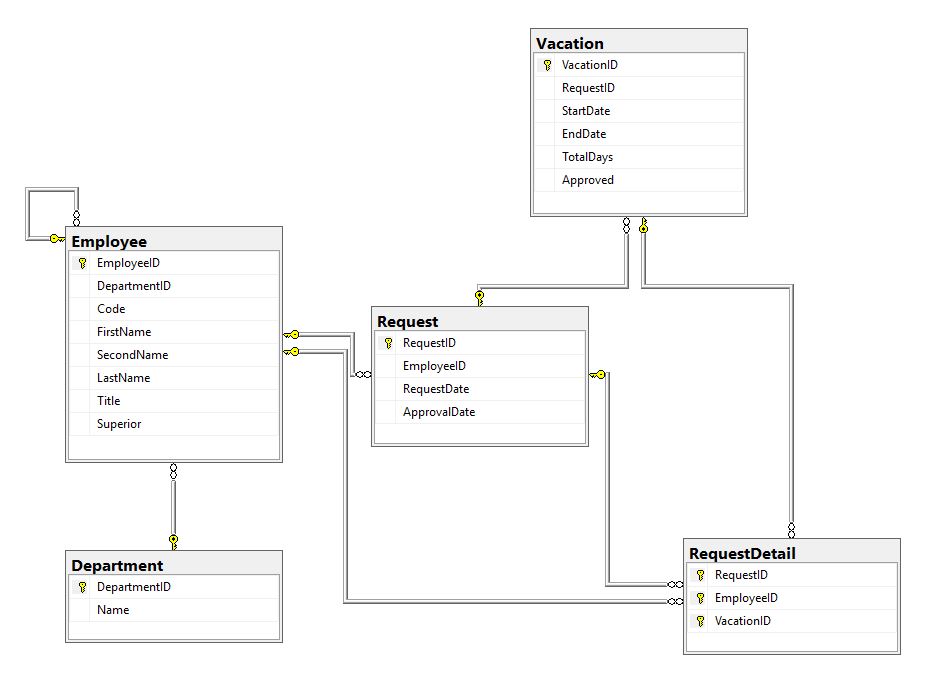 Vacation
VacationID
RequestID
StartDate
EndDate
TotalDays
Approved
Employee
EmployeeID
DepartmentID
Code
FirstName
SecondName
LastName
Title
Superior
Request
RequestID
EmployeeID
RequestDate
ApprovalDate
Department
DepartmentID
Name
RequestDetail
RequestID
EmployeeID
VacationID